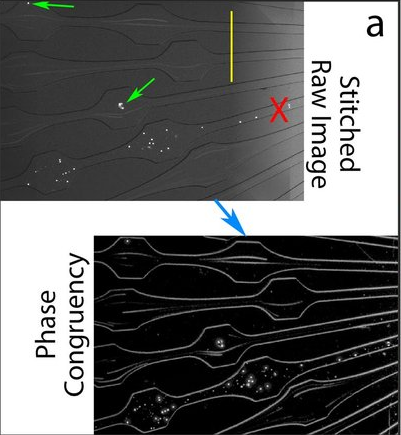 a
Stitched
Raw Image
X
Phase
Congruency